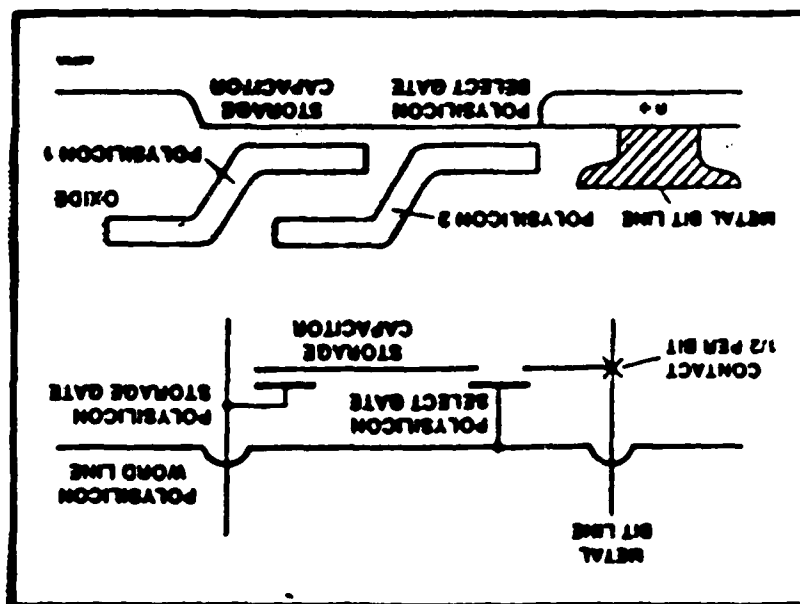 METAL
BIT LINE
POLYSILICON
WORD LINE
POLYSILICON
SELECT GATE
POLYSILICON
STORAGE GATE
CONTACT
1/2 PER BIT
STORAGE
CAPACITOR
METAL BIT LINE
POLYSILICON 2
OXIDE
POLYSILICON 1
n+
POLYSILICON
SELECT GATE
STORAGE
CAPACITOR